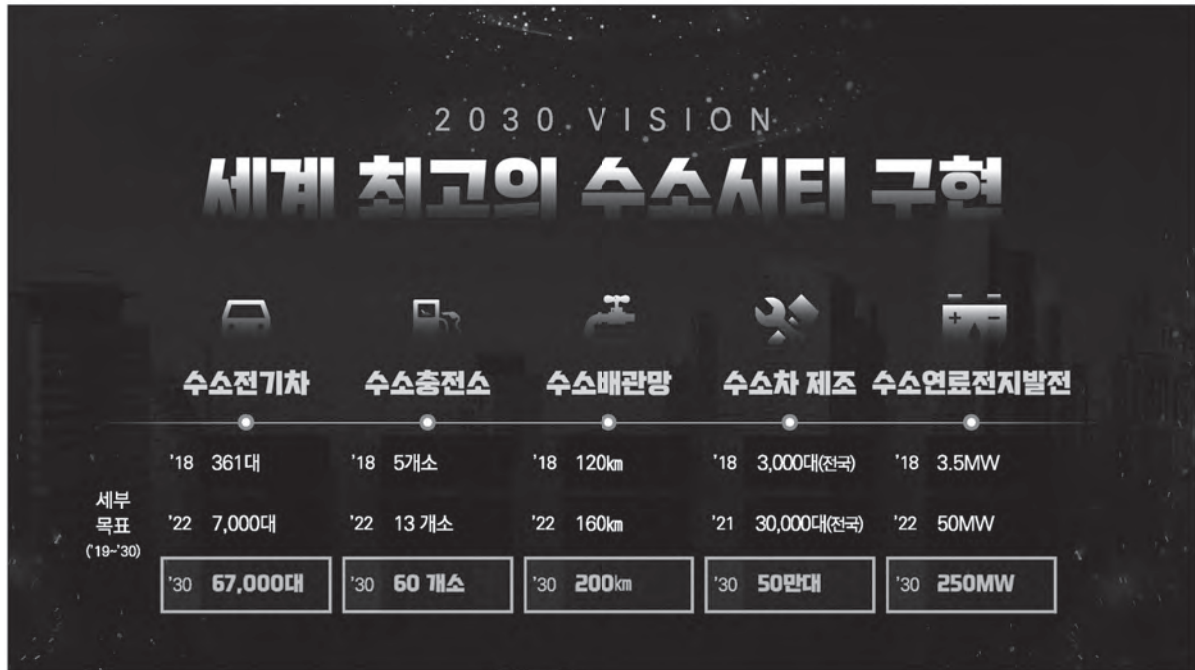 2030 VISION
세계 최고의 수소시티 구현
수소전기차 수소충전소 수소배관망 수소차 제조 수소연료전지발전
'18 361대 '18 5개소 '18 120㎞ '18 3,000대(전국) '18 3.5MW
세부
목표
('19~'30)
'22 7,000대 '22 13 개소 '22 160㎞ '21 30,000대(전국) '22 50MW
'30 67,000대 '30 60 개소 '30 200㎞ '30 50만대 '30 250MW